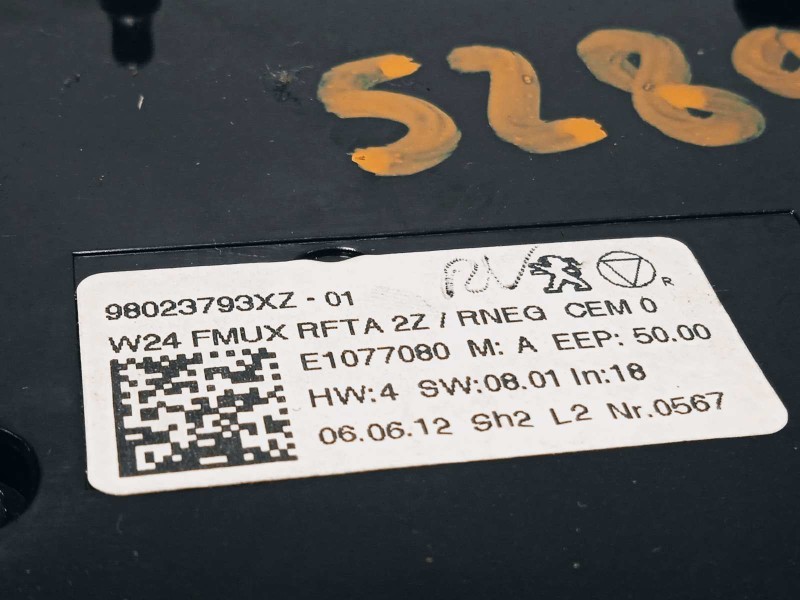 5280
98023793XZ - 01
R
W24 FMUX RFTA 2Z / RNEG CEM 0
E1077080 M: A EEP: 50.00
HW:4 SW:08.01 In:18
06.06.12 Sh2 L2 Nr.0567